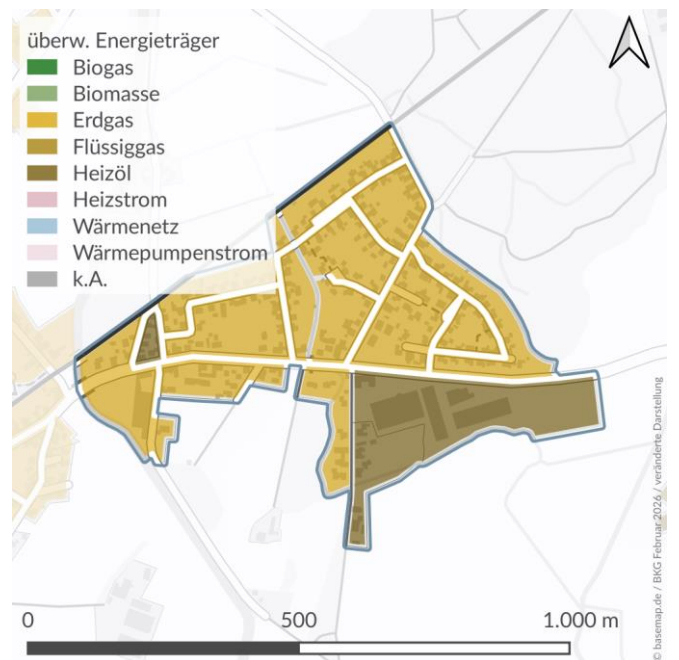 überw. Energieträger
Biogas
Biomasse
Erdgas
Flüssiggas
Heizöl
Heizstrom
Wärmenetz
Wärmepumpenstrom
k.A.
0 500 1.000 m
© basemap.de / BKG Februar 2026 / veränderte Darstellung